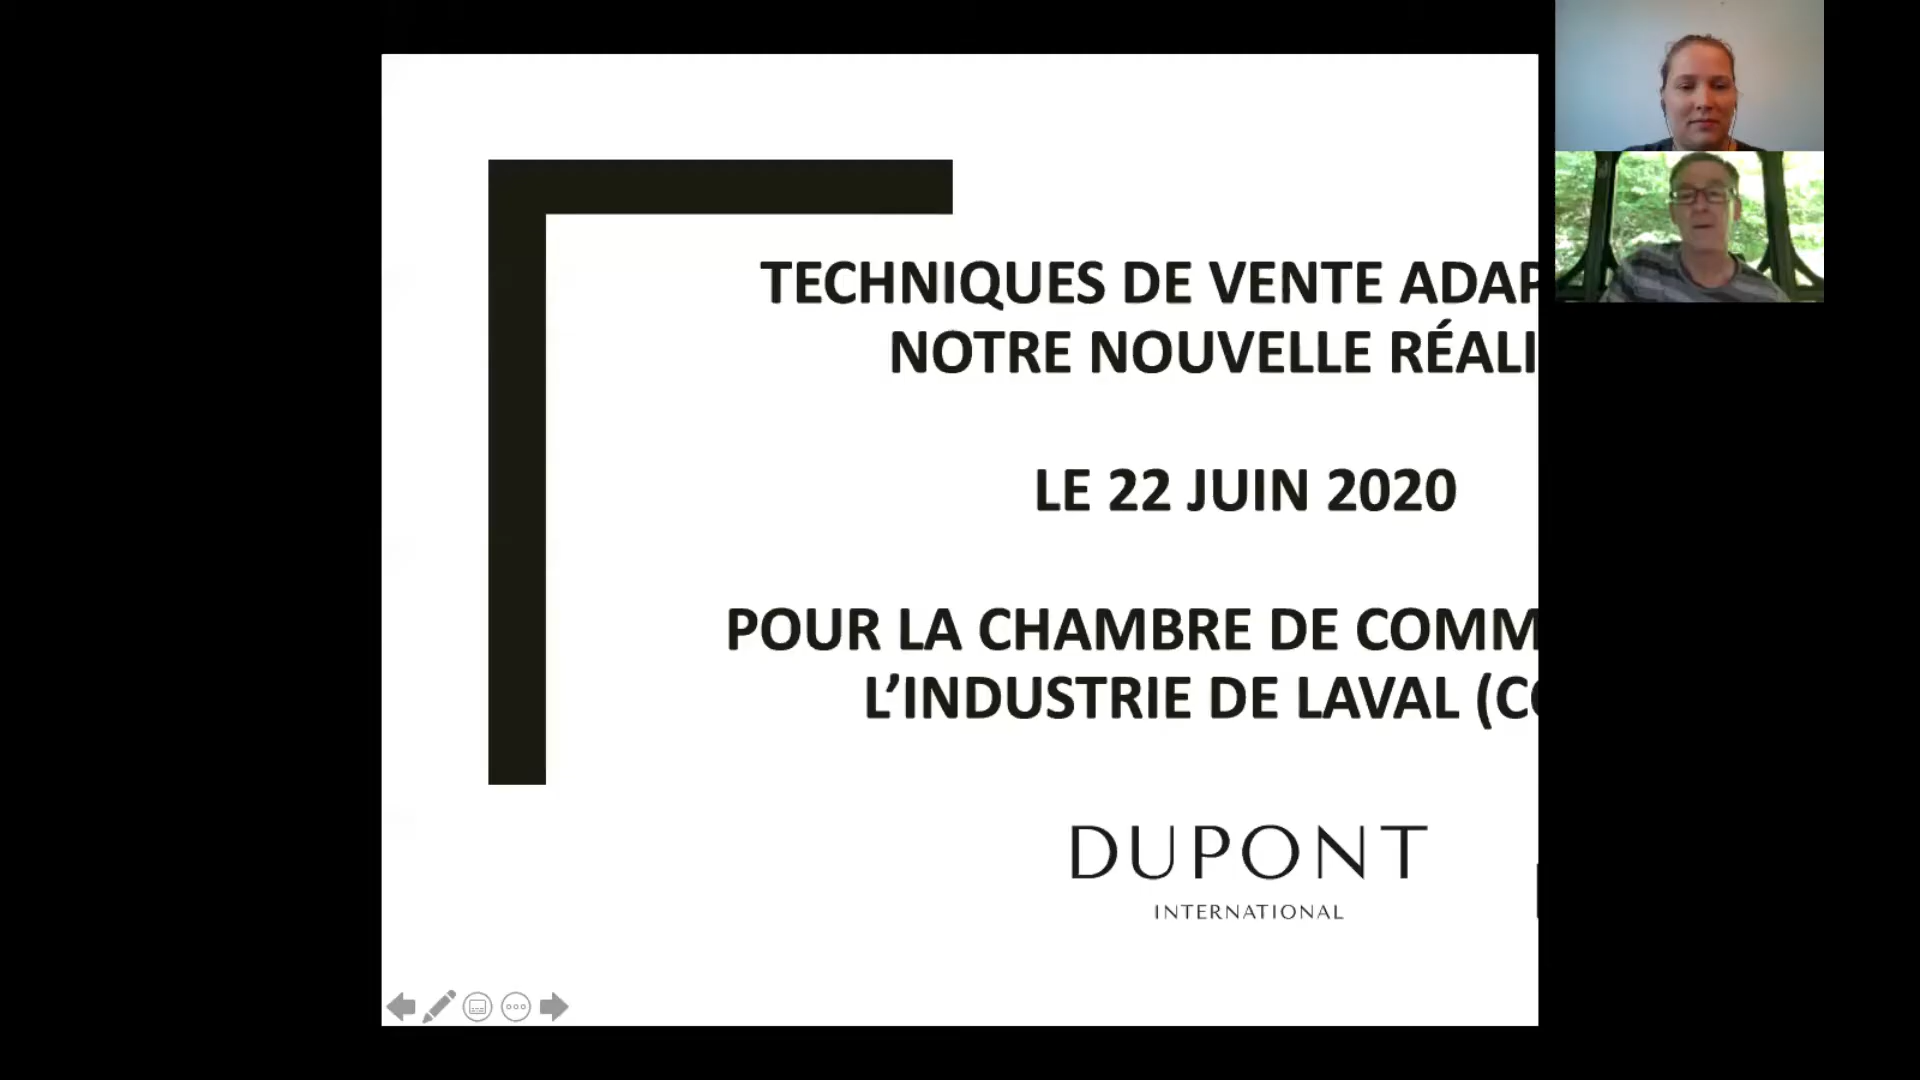 TECHNIQUES DE VENTE ADAP
NOTRE NOUVELLE RÉALI
LE 22 JUIN 2020
POUR LA CHAMBRE DE COMM
L’INDUSTRIE DE LAVAL (CC
DUPONT
INTERNATIONAL